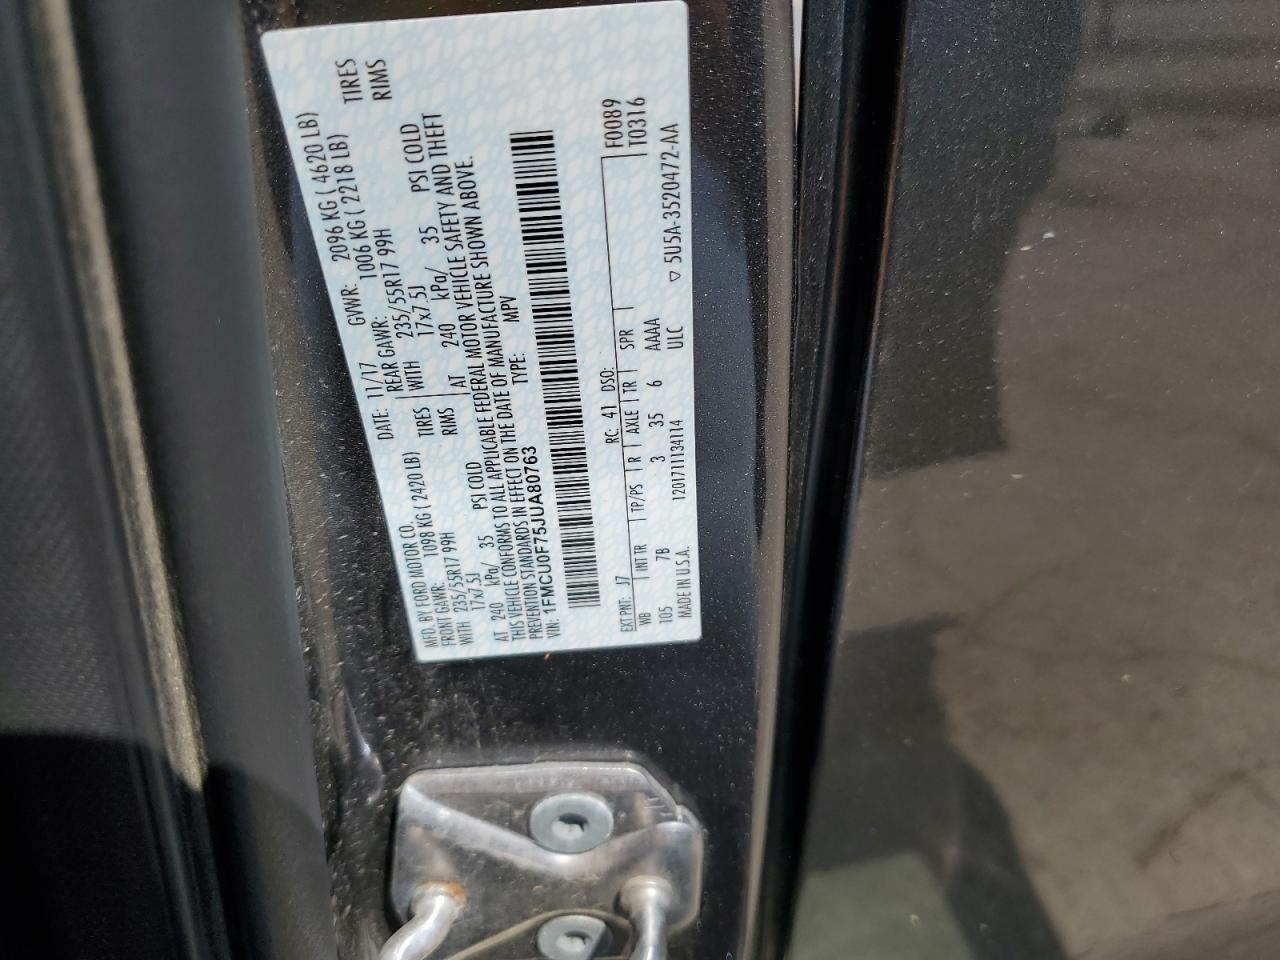 MFD. BY FORD MOTOR CO. DATE: 11/17 GVWR: 2096 KG ( 4620 LB)
FRONT GAWR: 1098 KG ( 2420 LB) REAR GAWR: 1006 KG ( 2218 LB)
WITH 235/55R17 99H TIRES WITH 235/55R17 99H TIRES
17x7.5J RIMS 17x7.5J RIMS
AT 240 kPa/ 35 PSI COLD AT 240 kPa/ 35 PSI COLD
THIS VEHICLE CONFORMS TO ALL APPLICABLE FEDERAL MOTOR VEHICLE SAFETY AND THEFT
PREVENTION STANDARDS IN EFFECT ON THE DATE OF MANUFACTURE SHOWN ABOVE.
VIN: 1FMCU0F75JUA80763 TYPE: MPV
F0089
EXT PNT: J7 RC: 41 DSO: T0316
WB INT TR TP/PS R AXLE TR SPR
105 7B 3 35 6 AAAA
MADE IN U.S.A. 1201711134114 ULC ▽ 5U5A-3520472-AA